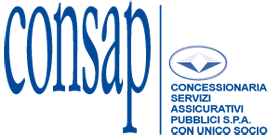 consap
CONCESSIONARIA
SERVIZI
ASSICURATIVI
PUBBLICI S.P.A.
CON UNICO SOCIO